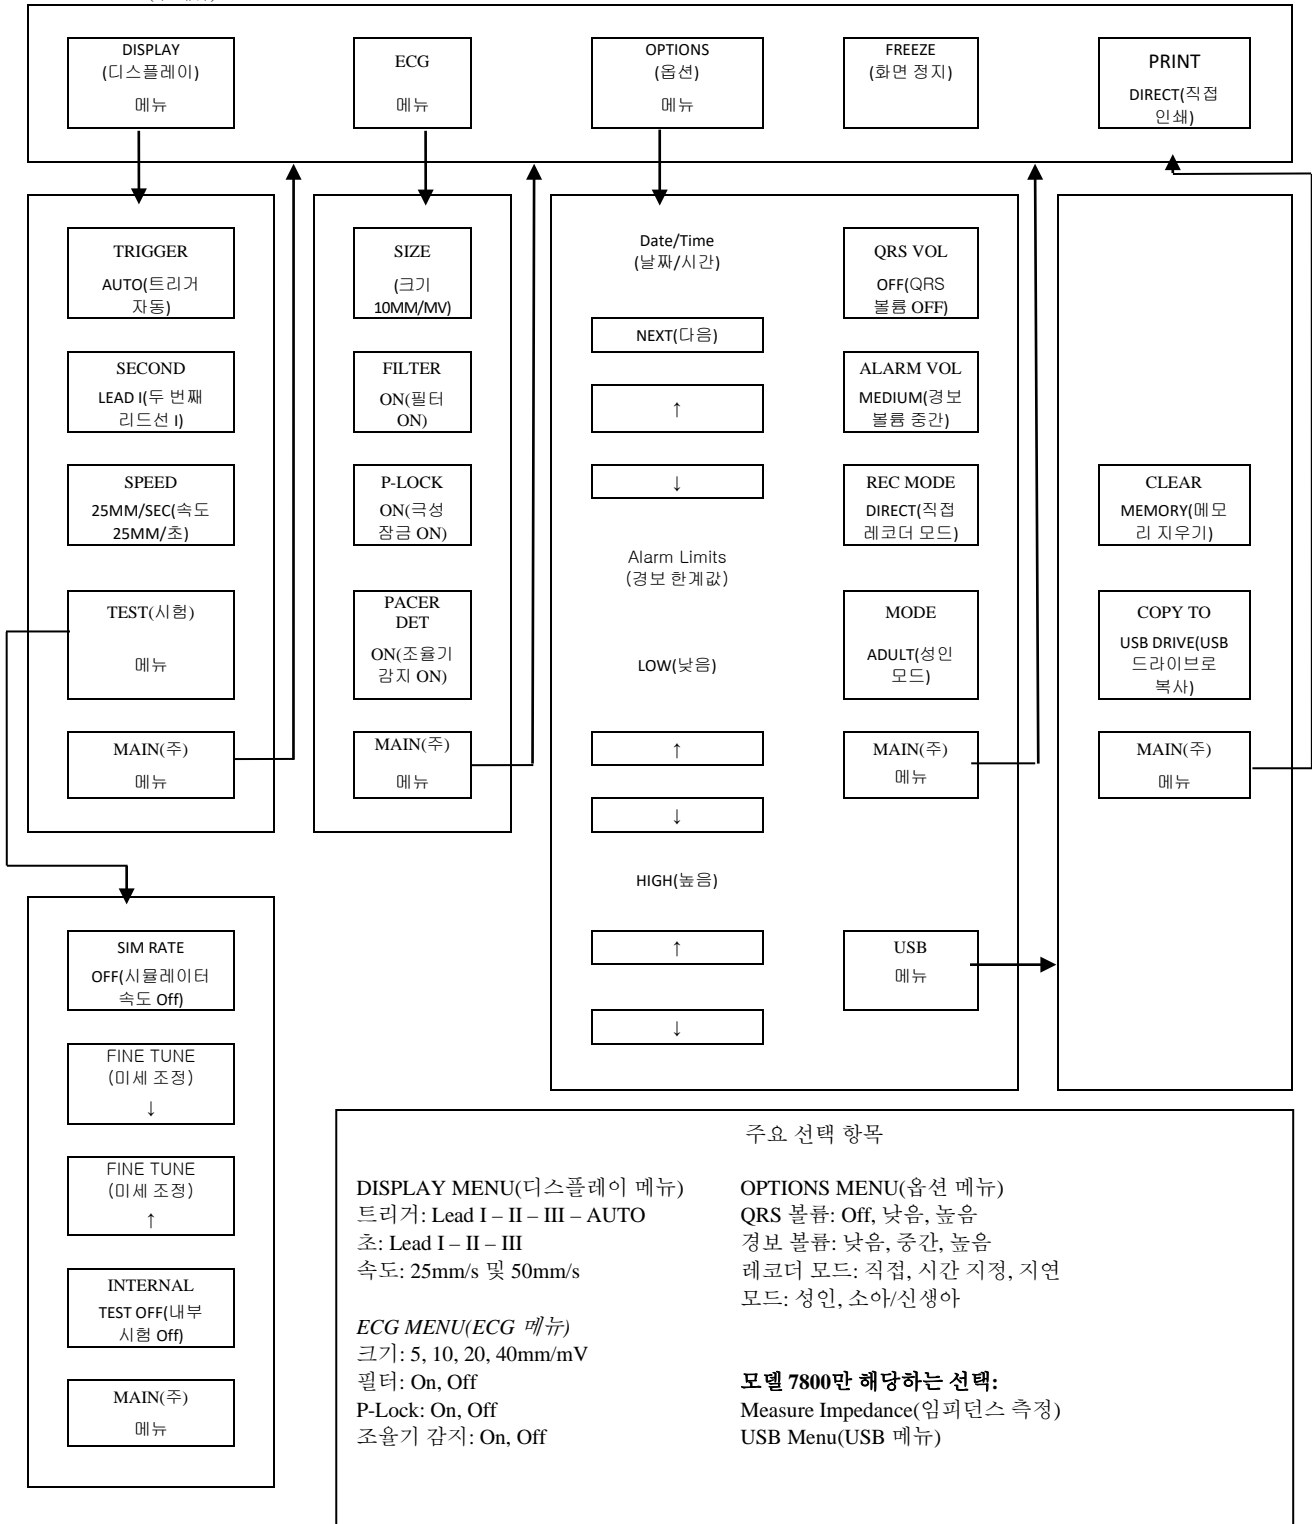 DISPLAY
(디스플레이)
메뉴
ECG
메뉴
OPTIONS
(옵션)
메뉴
FREEZE
(화면 정지)
PRINT
DIRECT(직접
인쇄)
TRIGGER
AUTO(트리거
자동)
SECOND
LEAD I(두 번째
리드선 I)
SPEED
25MM/SEC(속도
25MM/초)
TEST(시험)
메뉴
MAIN(주)
메뉴
SIZE
(크기
10MM/MV)
FILTER
ON(필터
ON)
P-LOCK
ON(극성
잠금 ON)
PACER
DET
ON(조율기
감지 ON)
MAIN(주)
메뉴
Date/Time
(날짜/시간)
NEXT(다음)
↑
↓
Alarm Limits
(경보 한계값)
LOW(낮음)
↑
↓
HIGH(높음)
↑
↓
QRS VOL
OFF(QRS
볼륨 OFF)
ALARM VOL
MEDIUM(경보
볼륨 중간)
REC MODE
DIRECT(직접
레코더 모드)
MODE
ADULT(성인
모드)
MAIN(주)
메뉴
USB
메뉴
CLEAR
MEMORY(메모
리 지우기)
COPY TO
USB DRIVE(USB
드라이브로
복사)
MAIN(주)
메뉴
SIM RATE
OFF(시뮬레이터
속도 Off)
FINE TUNE
(미세 조정)
↓
FINE TUNE
(미세 조정)
↑
INTERNAL
TEST OFF(내부
시험 Off)
MAIN(주)
메뉴
주요 선택 항목
DISPLAY MENU(디스플레이 메뉴)
트리거: Lead I – II – III – AUTO
초: Lead I – II – III
속도: 25mm/s 및 50mm/s
ECG MENU(ECG 메뉴)
크기: 5, 10, 20, 40mm/mV
필터: On, Off
P-Lock: On, Off
조율기 감지: On, Off
OPTIONS MENU(옵션 메뉴)
QRS 볼륨: Off, 낮음, 높음
경보 볼륨: 낮음, 중간, 높음
레코더 모드: 직접, 시간 지정, 지연
모드: 성인, 소아/신생아
모델 7800만 해당하는 선택:
Measure Impedance(임피던스 측정)
USB Menu(USB 메뉴)